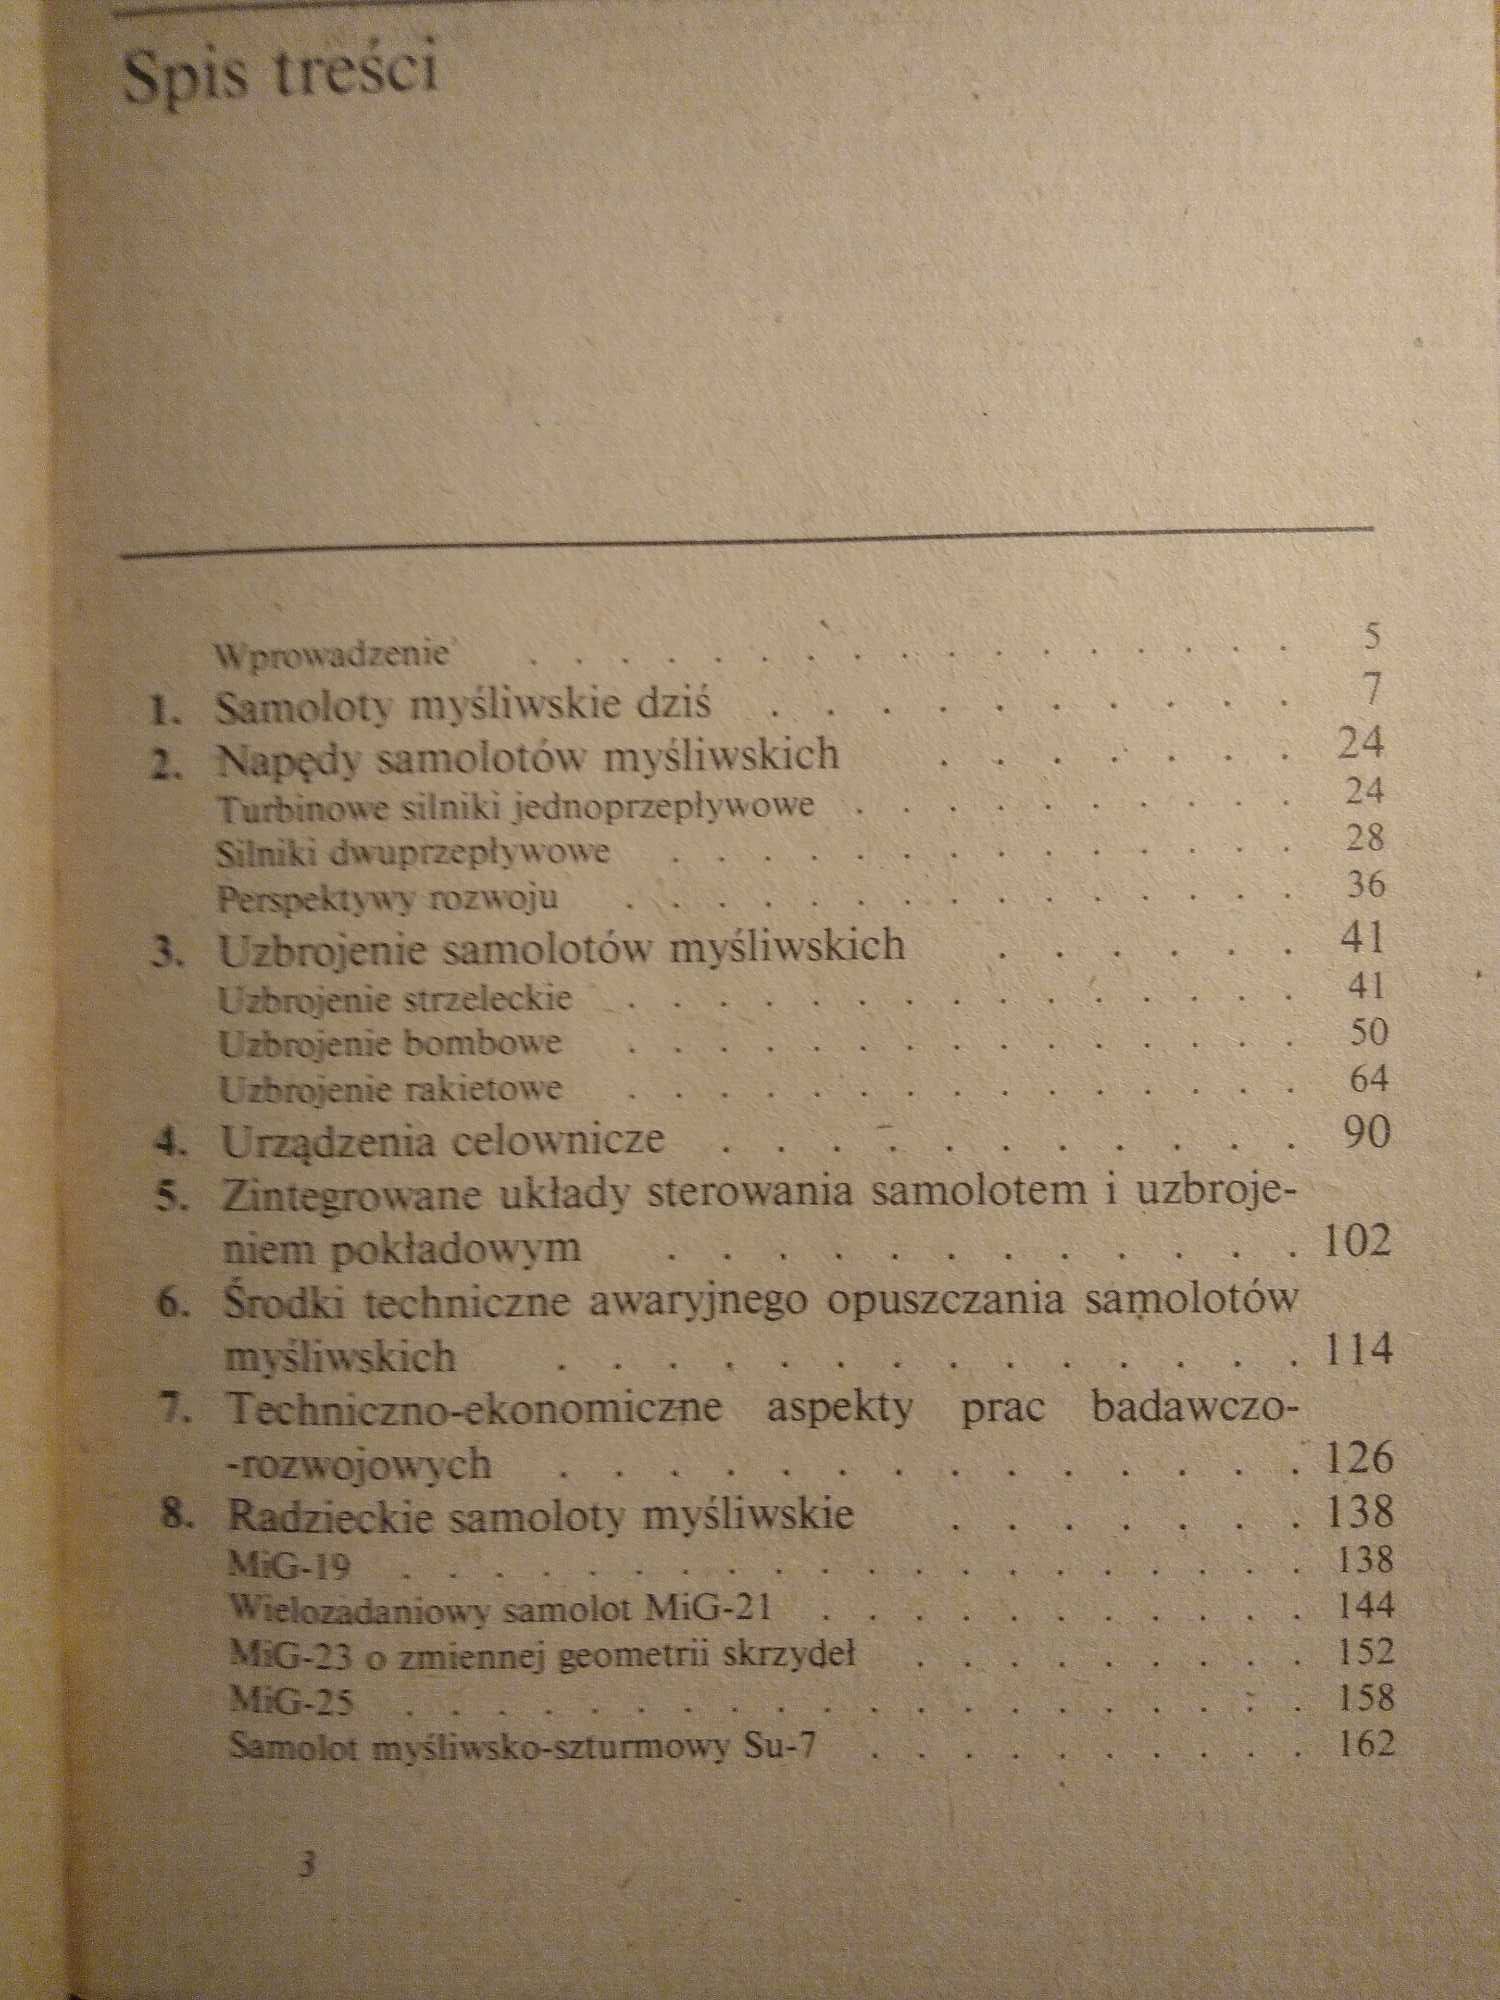 Spis treści
Wprowadzenie . . . . . . . . . . . . . . . . . 5
1. Samoloty myśliwskie dziś . . . . . . . . . . 7
2. Napędy samolotów myśliwskich . . . . . . . 24
Turbinowe silniki jednoprzepływowe . . . . . . . . . . 24
Silniki dwuprzepływowe . . . . . . . . . . . . . . 28
Perspektywy rozwoju . . . . . . . . . . . . . . . 36
3. Uzbrojenie samolotów myśliwskich . . . . . . 41
Uzbrojenie strzeleckie . . . . . . . . . . . . . . . 41
Uzbrojenie bombowe . . . . . . . . . . . . . . . 50
Uzbrojenie rakietowe . . . . . . . . . . . . . . . 64
4. Urządzenia celownicze . . . . . . . . . . . 90
5. Zintegrowane układy sterowania samolotem i uzbroje-
niem pokładowym . . . . . . . . . . . . 102
6. Środki techniczne awaryjnego opuszczania samolotów
myśliwskich . . . . . . . . . . . . . . 114
7. Techniczno-ekonomiczne aspekty prac badawczo-
-rozwojowych . . . . . . . . . . . . . . 126
8. Radzieckie samoloty myśliwskie . . . . . . . 138
MiG-19 . . . . . . . . . . . . . . . . . . . . 138
Wielozadaniowy samolot MiG-21 . . . . . . . . . . . 144
MiG-23 o zmiennej geometrii skrzydeł . . . . . . . . . 152
MiG-25 . . . . . . . . . . . . . . . . . . . . 158
Samolot myśliwsko-szturmowy Su-7 . . . . . . . . . . 162
3